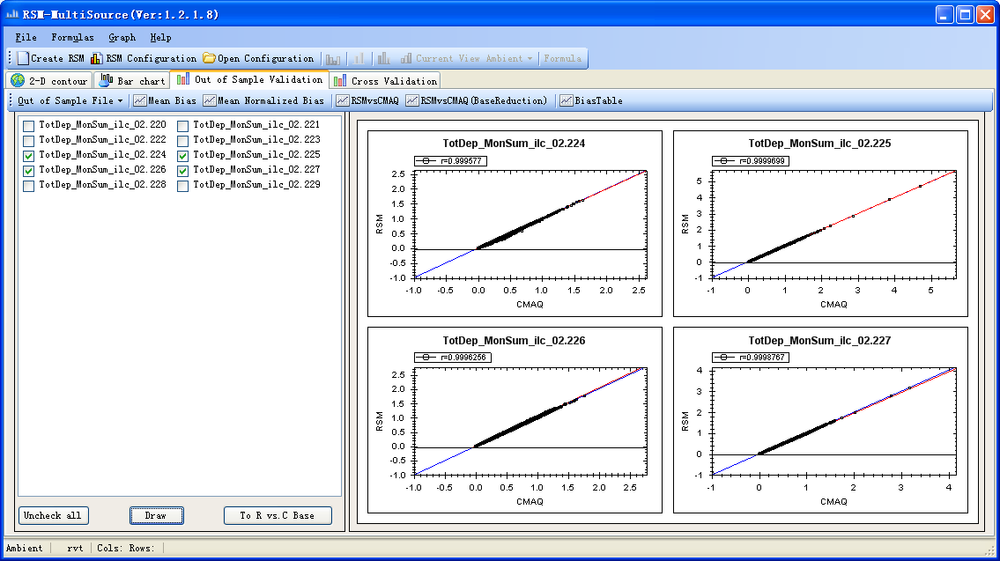 RSM-MultiSource(Ver:1.2.1.8)
File Formulas Graph Help
Create RSM RSM Configuration Open Configuration Current View Ambient Formula
2-D contour Bar chart Out of Sample Validation Cross Validation
Out of Sample File Mean Bias Mean Normalized Bias RSMvsCMAQ RSMvsCMAQ(BaseReduction) BiasTable
TotDep_MonSum_ilc_02.220 TotDep_MonSum_ilc_02.221
TotDep_MonSum_ilc_02.222 TotDep_MonSum_ilc_02.223
TotDep_MonSum_ilc_02.224 TotDep_MonSum_ilc_02.225
TotDep_MonSum_ilc_02.226 TotDep_MonSum_ilc_02.227
TotDep_MonSum_ilc_02.228 TotDep_MonSum_ilc_02.229
Uncheck all Draw To R vs.C Base
TotDep_MonSum_ilc_02.224
r=0.999577
2.5
2.0
1.5
1.0
0.5
0.0
-0.5
-1.0
RSM
-1.0 -0.5 0.0 0.5 1.0 1.5 2.0 2.5
CMAQ
TotDep_MonSum_ilc_02.225
r=0.9999699
5
4
3
2
1
0
-1
RSM
-1 0 1 2 3 4 5
CMAQ
TotDep_MonSum_ilc_02.226
r=0.9996256
2.5
2.0
1.5
1.0
0.5
0.0
-0.5
-1.0
RSM
-1.0 -0.5 0.0 0.5 1.0 1.5 2.0 2.5
CMAQ
TotDep_MonSum_ilc_02.227
r=0.9998767
4
3
2
1
0
-1
RSM
-1 0 1 2 3 4
CMAQ
Ambient rvt Cols: Rows: